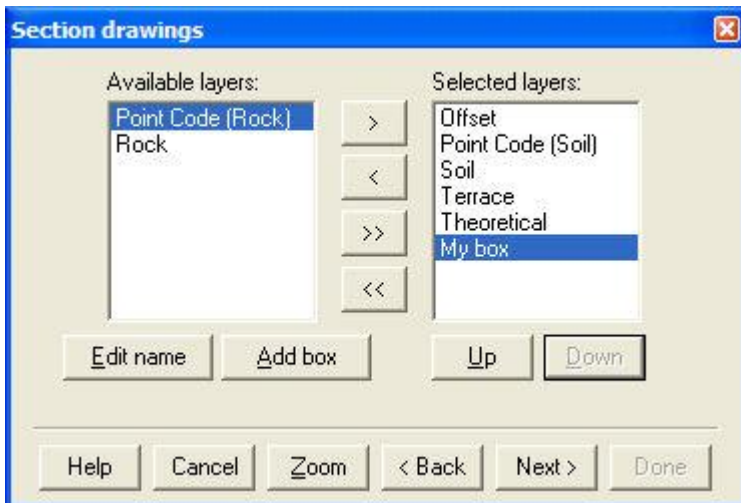 Section drawings
Available layers:
Selected layers:
Point Code (Rock)
Rock
>
<
>>
<<
Offset
Point Code (Soil)
Soil
Terrace
Theoretical
My box
Edit name
Add box
Up
Down
Help
Cancel
Zoom
< Back
Next >
Done